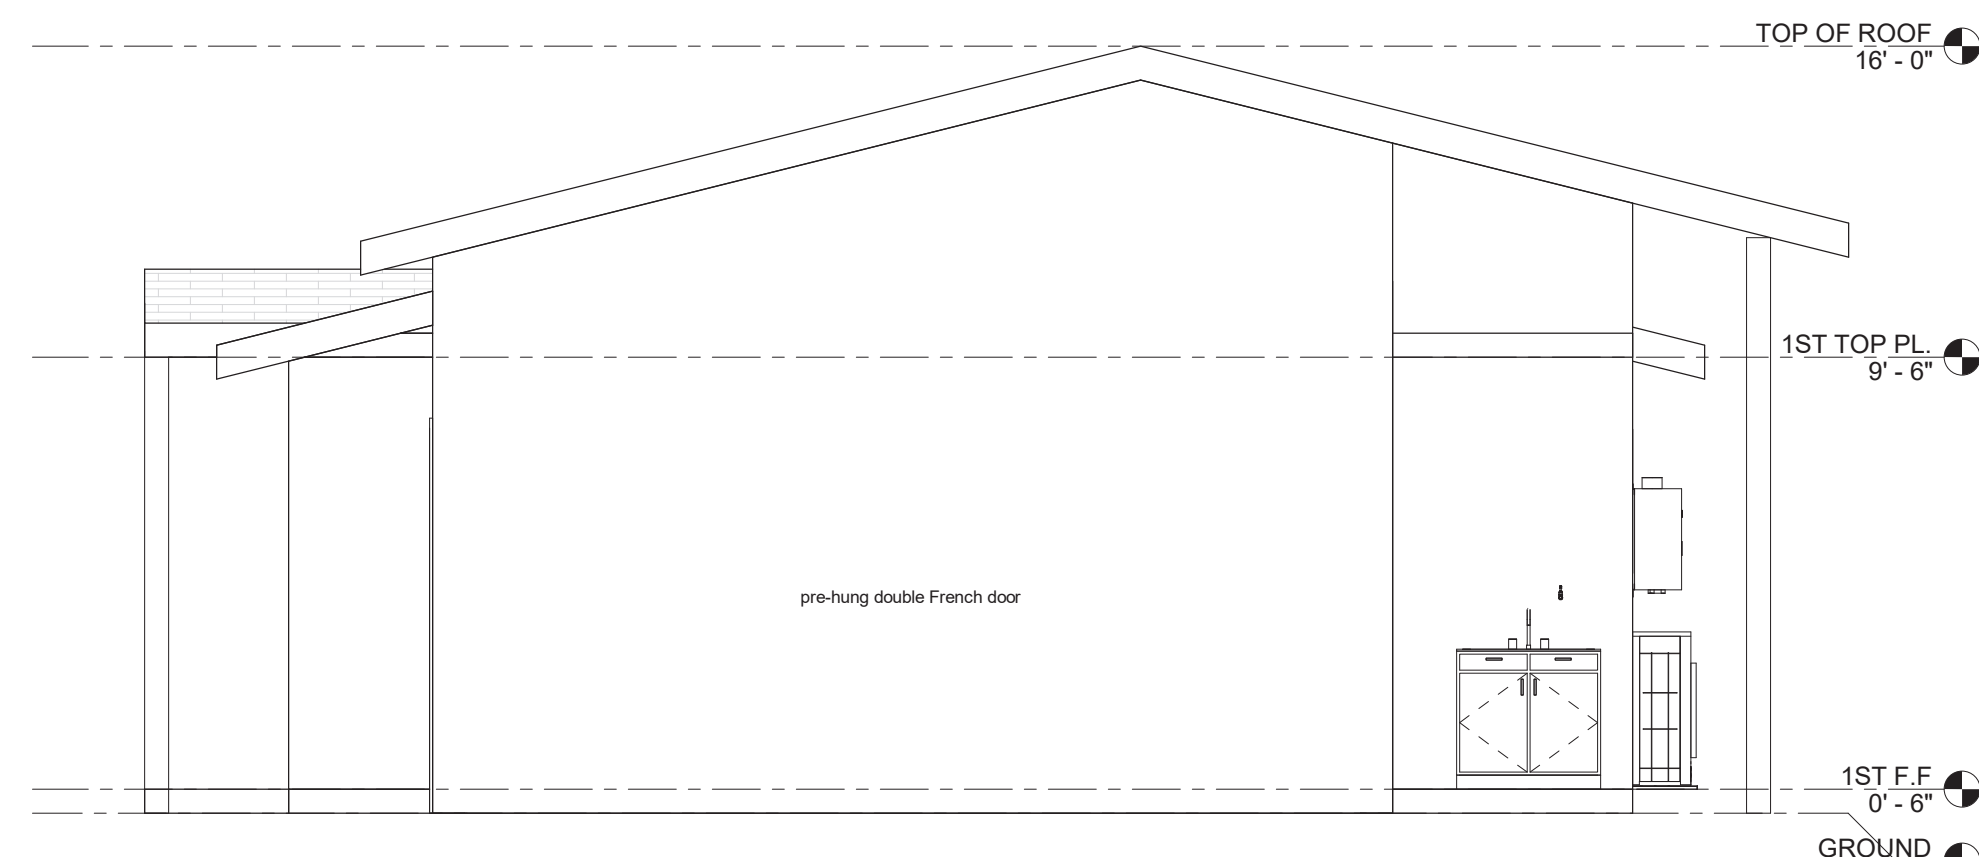 TOP OF ROOF
16' - 0"
1ST TOP PL.
9' - 6"
pre-hung double French door
1ST F.F
0' - 6"
GROUND